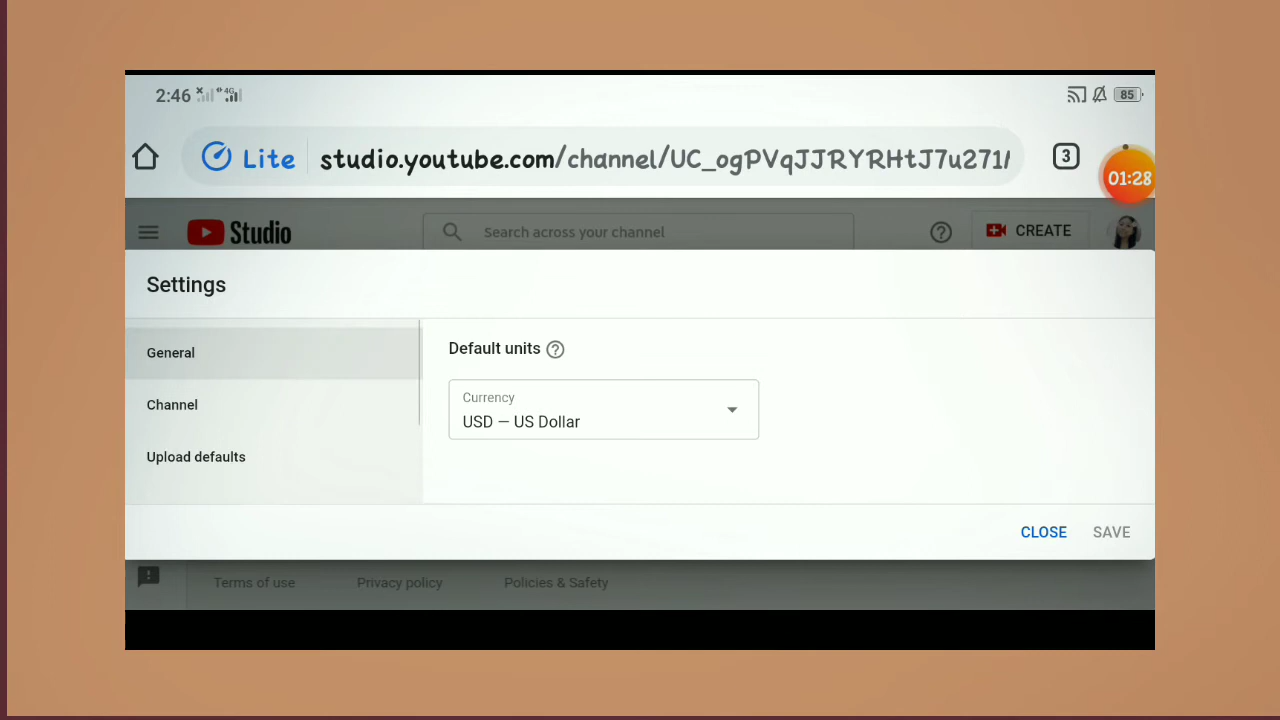 2:46 4G 85
Lite studio.youtube.com/channel/UC_ogPVqJJRYRHtJ7u271/ 3
01:28
Studio Search across your channel CREATE
Settings
General
Default units
Channel
Currency
USD – US Dollar
Upload defaults
CLOSE SAVE
Terms of use Privacy policy Policies & Safety